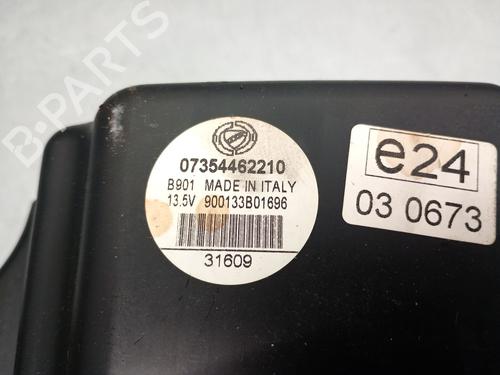 B-PARTS
07354462210
B901 MADE IN ITALY
13.5V 900133B01696
31609
e24
03 0673